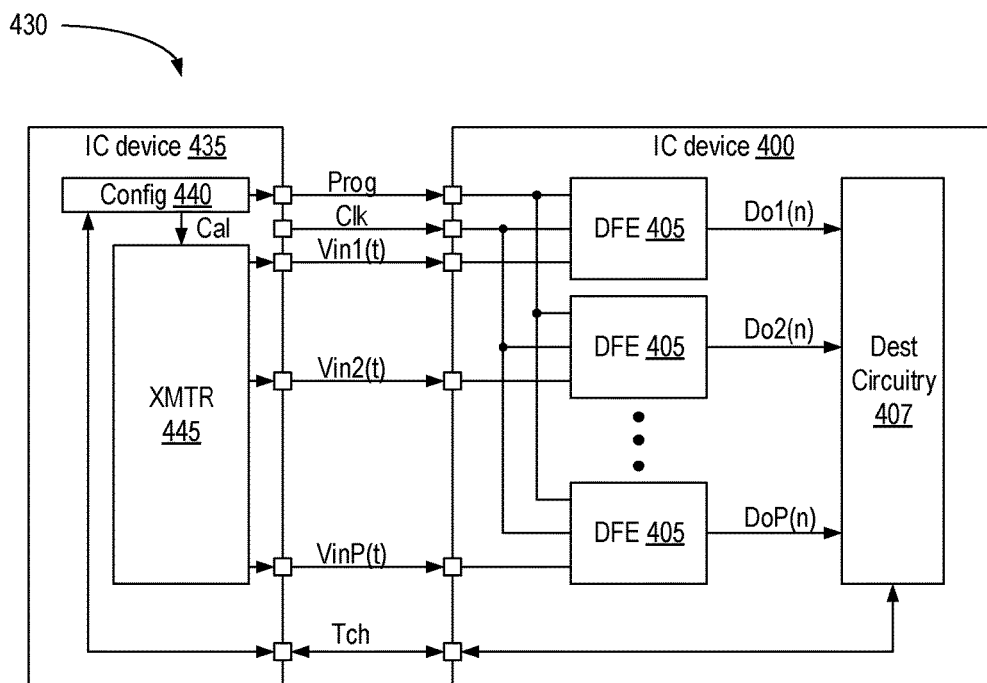 430
IC device 435
IC device 400
Config 440
Prog
Cal
Clk
Vin1(t)
DFE 405
Do1(n)
Vin2(t)
DFE 405
Do2(n)
XMTR
445
Dest
Circuitry
407
VinP(t)
DFE 405
DoP(n)
Tch